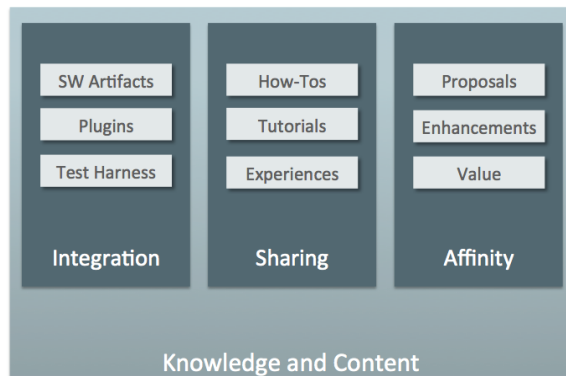 SW Artifacts
Plugins
Test Harness
Integration
How-Tos
Tutorials
Experiences
Sharing
Proposals
Enhancements
Value
Affinity
Knowledge and Content